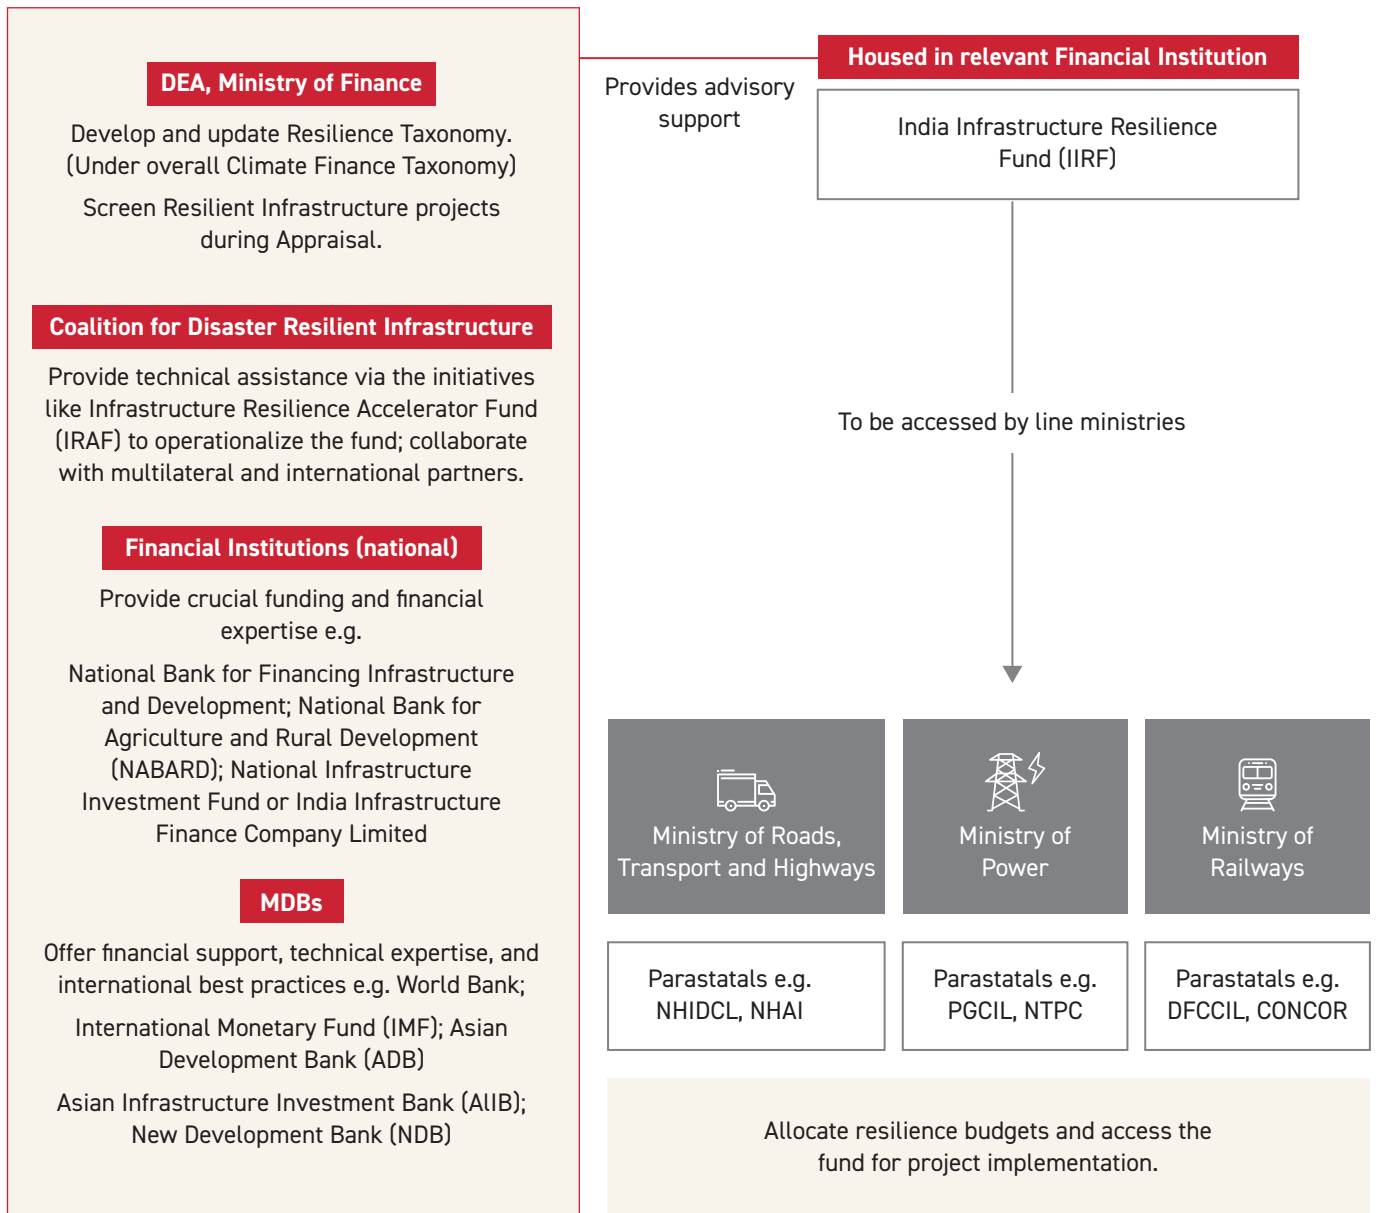 DEA, Ministry of Finance
Develop and update Resilience Taxonomy.
(Under overall Climate Finance Taxonomy)
Screen Resilient Infrastructure projects
during Appraisal.
Coalition for Disaster Resilient Infrastructure
Provide technical assistance via the initiatives
like Infrastructure Resilience Accelerator Fund
(IRAF) to operationalize the fund; collaborate
with multilateral and international partners.
Financial Institutions (national)
Provide crucial funding and financial
expertise e.g.
National Bank for Financing Infrastructure
and Development; National Bank for
Agriculture and Rural Development
(NABARD); National Infrastructure
Investment Fund or India Infrastructure
Finance Company Limited
MDBs
Offer financial support, technical expertise, and
international best practices e.g. World Bank;
International Monetary Fund (IMF); Asian
Development Bank (ADB)
Asian Infrastructure Investment Bank (AIIB);
New Development Bank (NDB)
Provides advisory
support
Housed in relevant Financial Institution
India Infrastructure Resilience
Fund (IIRF)
To be accessed by line ministries
Ministry of Roads,
Transport and Highways
Ministry of
Power
Ministry of
Railways
Parastatals e.g.
NHIDCL, NHAI
Parastatals e.g.
PGCIL, NTPC
Parastatals e.g.
DFCCIL, CONCOR
Allocate resilience budgets and access the
fund for project implementation.